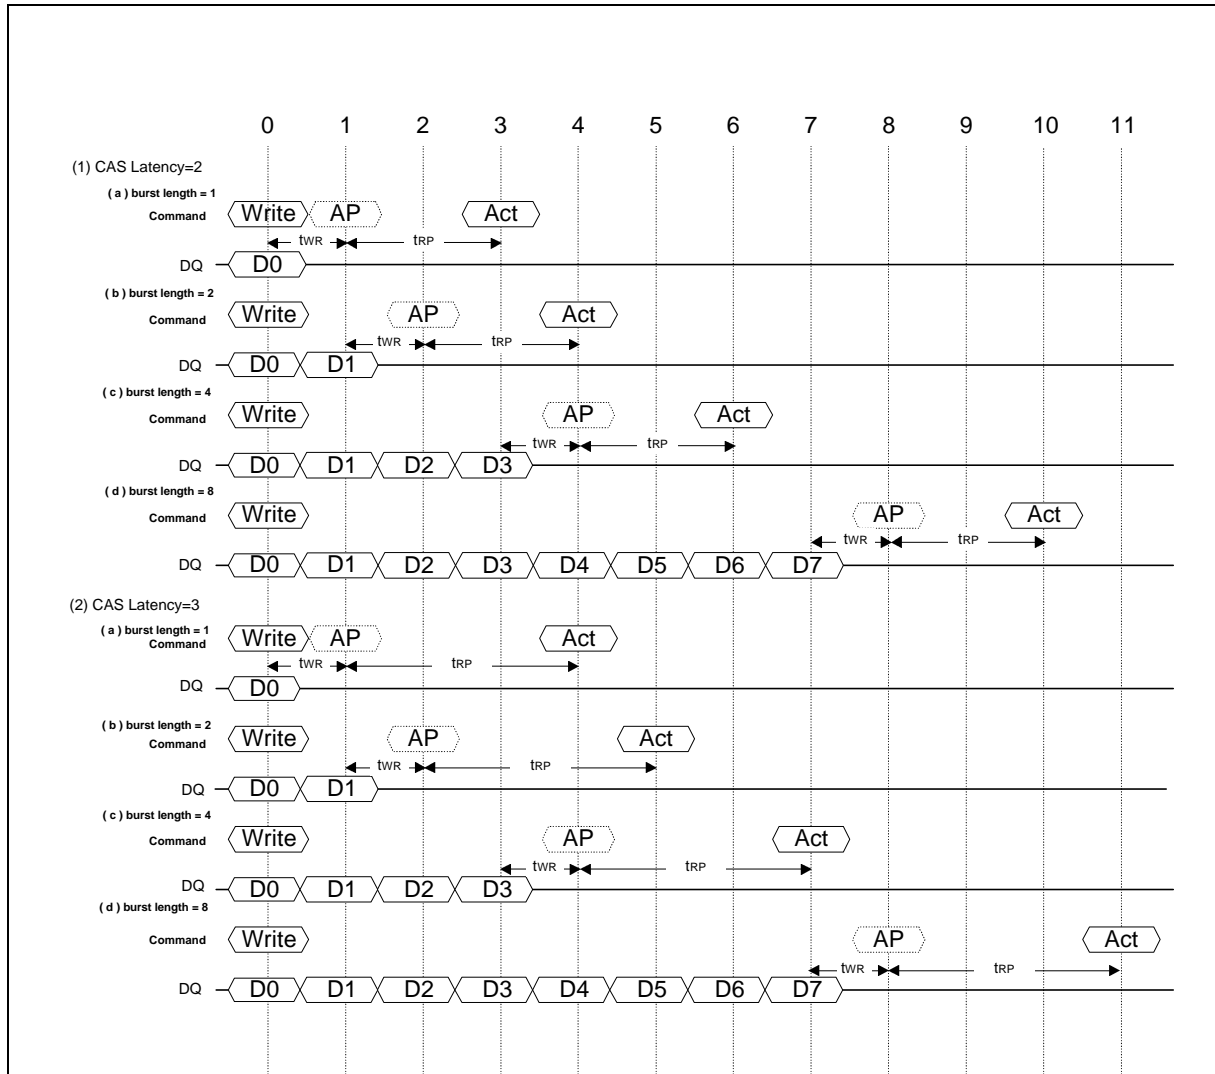 0 1 2 3 4 5 6 7 8 9 10 11
(1) CAS Latency=2
( a ) burst length = 1
Command Write AP Act
tWR tRP
DQ D0
( b ) burst length = 2
Command Write AP Act
tWR tRP
DQ D0 D1
( c ) burst length = 4
Command Write AP Act
tWR tRP
DQ D0 D1 D2 D3
( d ) burst length = 8
Command Write AP Act
tWR tRP
DQ D0 D1 D2 D3 D4 D5 D6 D7
(2) CAS Latency=3
( a ) burst length = 1
Command Write AP Act
tWR tRP
DQ D0
( b ) burst length = 2
Command Write AP Act
tWR tRP
DQ D0 D1
( c ) burst length = 4
Command Write AP Act
tWR tRP
DQ D0 D1 D2 D3
( d ) burst length = 8
Command Write AP Act
tWR tRP
DQ D0 D1 D2 D3 D4 D5 D6 D7